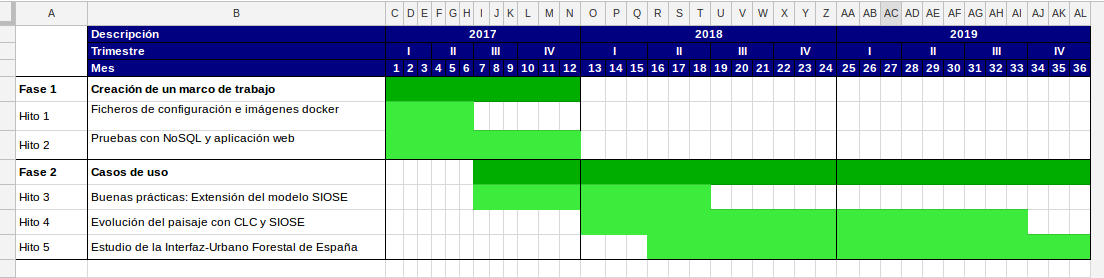 A B C D E F G H I J K L M N O P Q R S T U V W X Y Z AA AB AC AD AE AF AG AH AI AJ AK AL
Descripción 2017 2018 2019
Trimestre I II III IV I II III IV I II III IV
Mes 1 2 3 4 5 6 7 8 9 10 11 12 13 14 15 16 17 18 19 20 21 22 23 24 25 26 27 28 29 30 31 32 33 34 35 36
Fase 1 Creación de un marco de trabajo
Hito 1 Ficheros de configuración e imágenes docker
Hito 2 Pruebas con NoSQL y aplicación web
Fase 2 Casos de uso
Hito 3 Buenas prácticas: Extensión del modelo SIOSE
Hito 4 Evolución del paisaje con CLC y SIOSE
Hito 5 Estudio de la Interfaz-Urbano Forestal de España